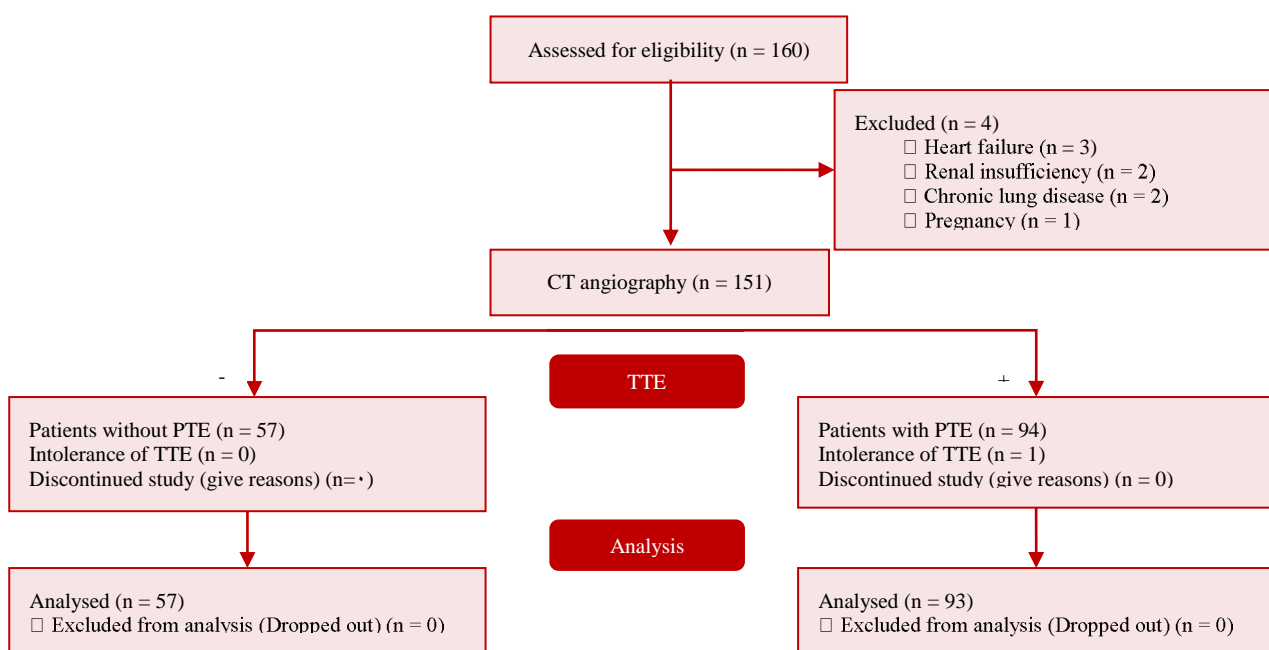 Assessed for eligibility (n = 160)
Excluded (n = 4)
□ Heart failure (n = 3)
□ Renal insufficiency (n = 2)
□ Chronic lung disease (n = 2)
□ Pregnancy (n = 1)
CT angiography (n = 151)
-
TTE
+
Patients without PTE (n = 57)
Intolerance of TTE (n = 0)
Discontinued study (give reasons) (n=۰)
Patients with PTE (n = 94)
Intolerance of TTE (n = 1)
Discontinued study (give reasons) (n = 0)
Analysis
Analysed (n = 57)
□ Excluded from analysis (Dropped out) (n = 0)
Analysed (n = 93)
□ Excluded from analysis (Dropped out) (n = 0)